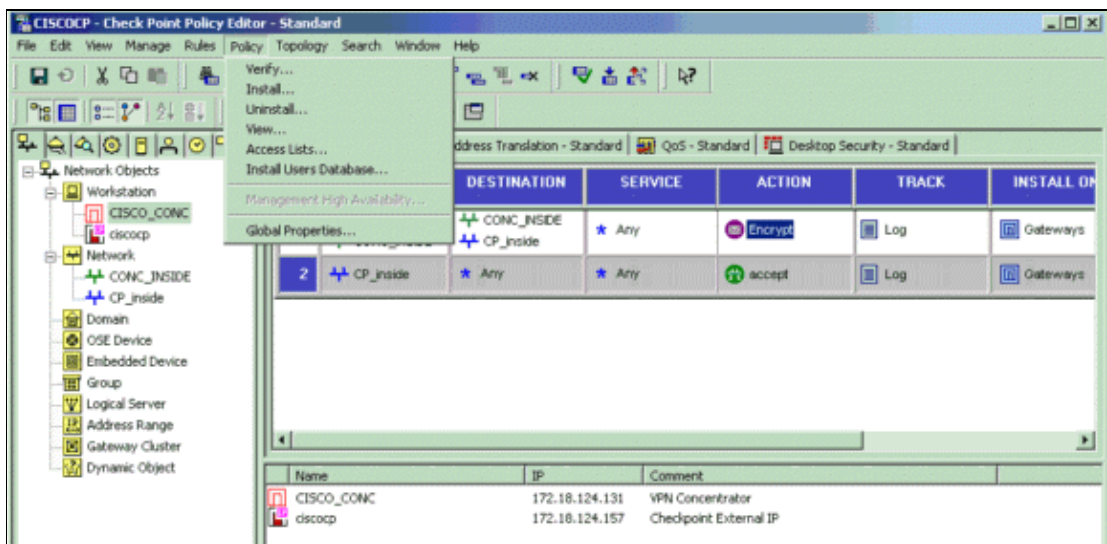 CISCOCP - Check Point Policy Editor - Standard
File Edit View Manage Rules Policy Topology Search Window Help
Verify...
Install...
Uninstall...
View...
Access Lists...
Install Users Database...
Management High Availability...
Global Properties...
ddress Translation - Standard
QoS - Standard
Desktop Security - Standard
Network Objects
Workstation
CISCO_CONC
ciscocp
Network
CONC_INSIDE
CP_inside
Domain
OSE Device
Embedded Device
Group
Logical Server
Address Range
Gateway Cluster
Dynamic Object
DESTINATION SERVICE ACTION TRACK INSTALL ON
CONC_INSIDE
CP_inside
Any Encrypt Log Gateways
2 CP_inside Any Any accept Log Gateways
Name IP Comment
CISCO_CONC 172.18.124.131 VPN Concentrator
ciscocp 172.18.124.157 Checkpoint External IP